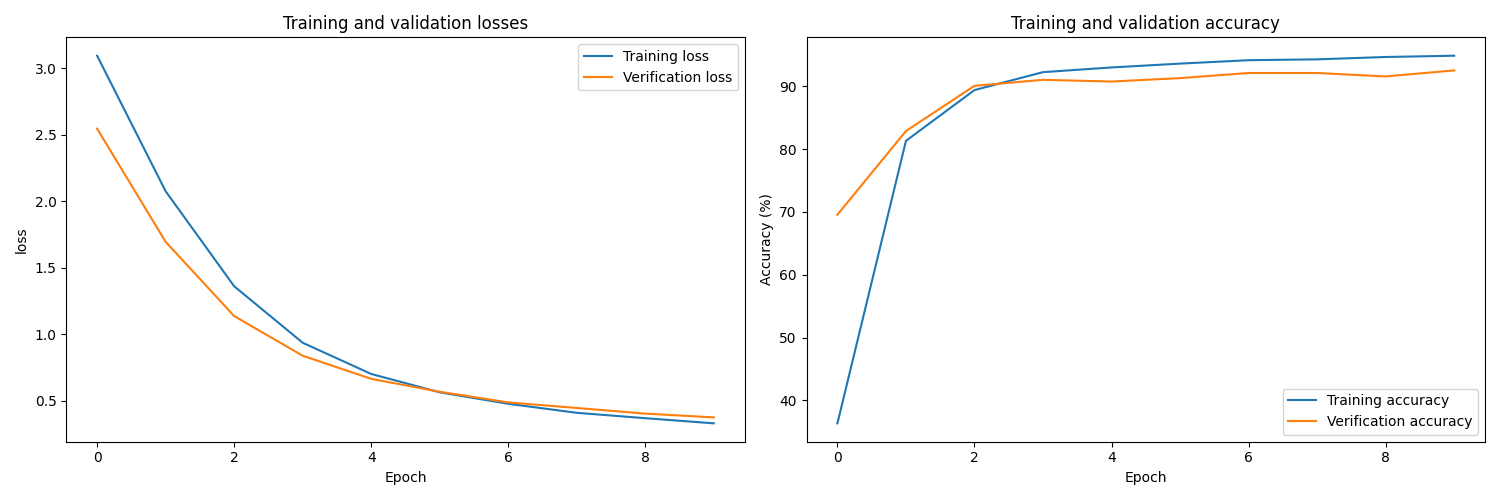 Training and validation losses
3.0
2.5
2.0
1.5
1.0
0.5
loss
Training loss
Verification loss
0
2
4
6
8
Epoch
Training and validation accuracy
90
80
70
60
50
40
Accuracy (%)
Training accuracy
Verification accuracy
0
2
4
6
8
Epoch